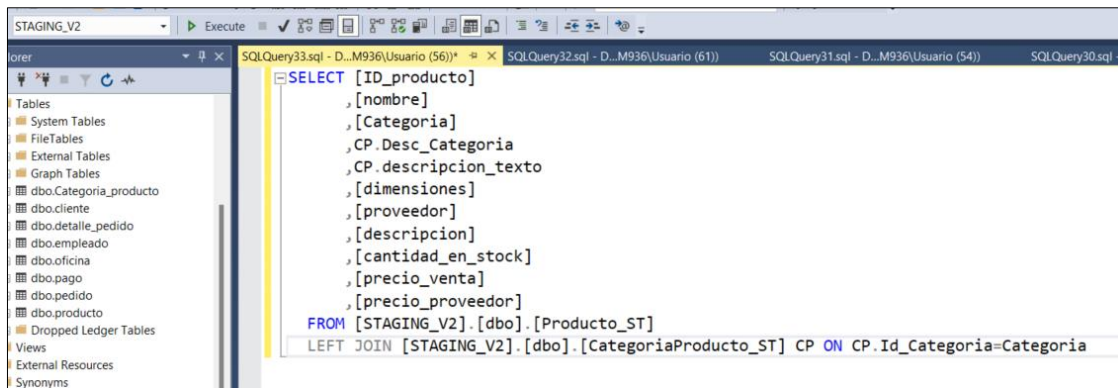 STAGING_V2
Execute
lorer
SQLQuery33.sql - D...M936\Usuario (56))*
SQLQuery32.sql - D...M936\Usuario (61))
SQLQuery31.sql - D...M936\Usuario (54))
SQLQuery30.sql -
Tables
System Tables
FileTables
External Tables
Graph Tables
dbo.Categoria_producto
dbo.cliente
dbo.detalle_pedido
dbo.empleado
dbo.oficina
dbo.pago
dbo.pedido
dbo.producto
Dropped Ledger Tables
Views
External Resources
Synonyms
SELECT [ID_producto]
,[nombre]
,[Categoria]
,CP.Desc_Categoria
,CP.descripcion_texto
,[dimensiones]
,[proveedor]
,[descripcion]
,[cantidad_en_stock]
,[precio_venta]
,[precio_proveedor]
FROM [STAGING_V2].[dbo].[Producto_ST]
LEFT JOIN [STAGING_V2].[dbo].[CategoriaProducto_ST] CP ON CP.Id_Categoria=Categoria